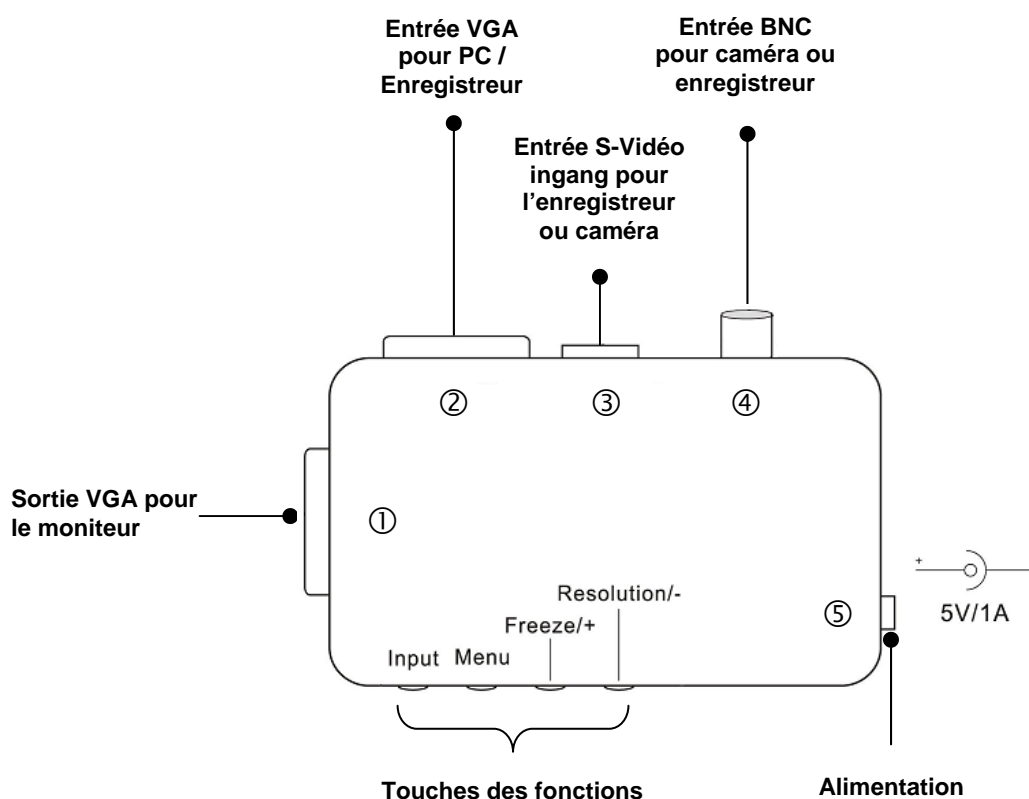 Entrée VGA
pour PC /
Enregistreur
Entrée BNC
pour caméra ou
enregistreur
Entrée S-Vidéo
ingang pour
l’enregistreur
ou caméra
②
③
④
Sortie VGA pour
le moniteur
①
+
5V/1A
⑤
Resolution/-
Freeze/+
Input
Menu
Touches des fonctions
Alimentation